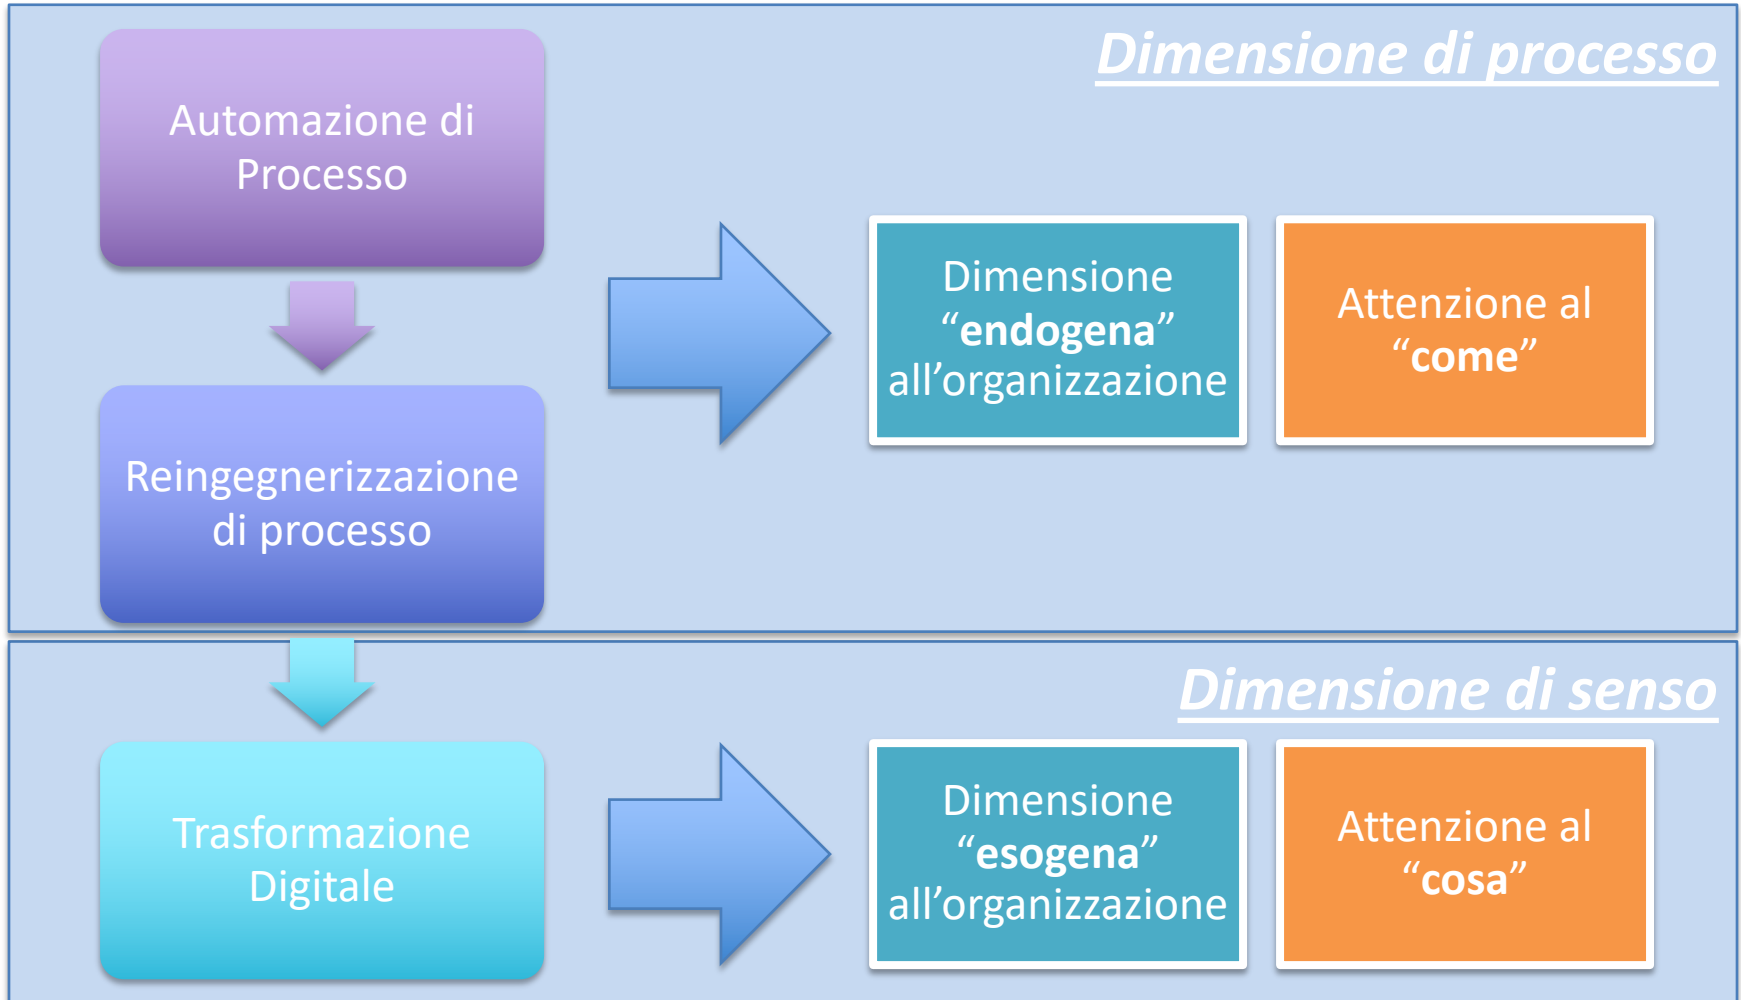 Dimensione di processo
Automazione di
Processo
Dimensione
“endogena”
all’organizzazione
Attenzione al
“come”
Reingegnerizzazione
di processo
Dimensione di senso
Trasformazione
Digitale
Dimensione
“esogena”
all’organizzazione
Attenzione al
“cosa”